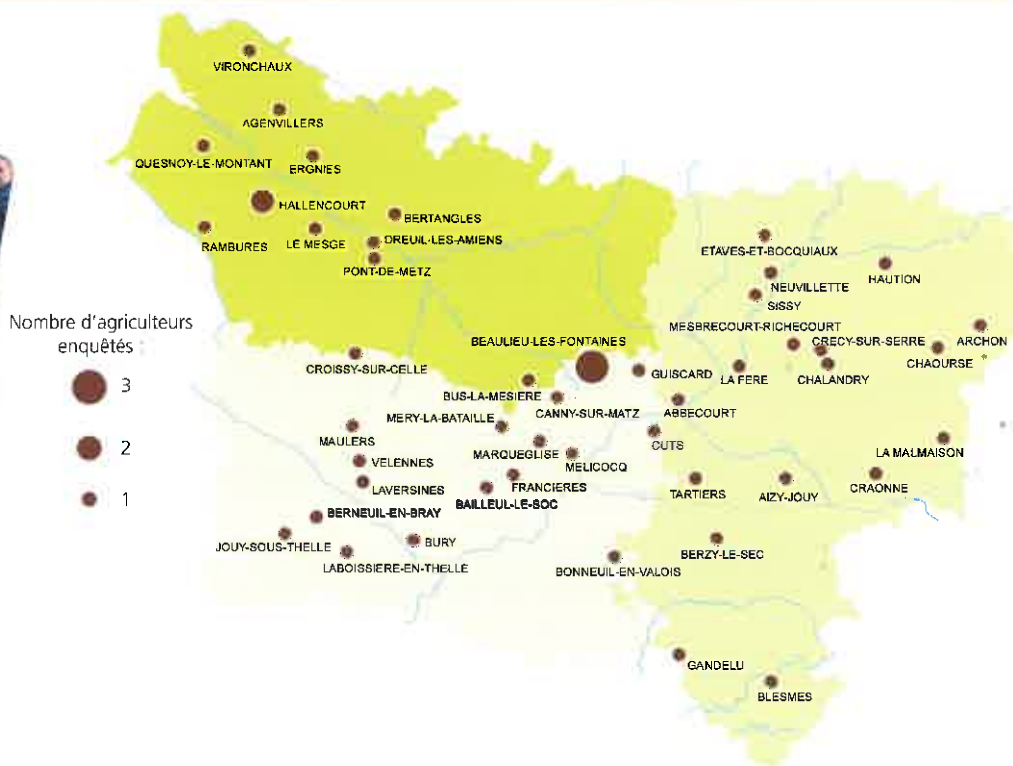 VIRONCHAUX
AGENVILLERS
QUESNOY-LE-MONTANT
ERGNIES
HALLENCOURT
BERTANGLES
RAMBURES
LE MESGE
DREUIL-LES-AMIENS
PONT-DE-METZ
ETAVES-ET-BOCQUIAUX
HAUTION
NEUVILLETTE
SISSY
Nombre d'agriculteurs
enquêtés :
3
2
1
MESBRECOURT-RICHECOURT
BEAULIEU-LES-FONTAINES
CRECY-SUR-SERRE
ARCHON
CHAOURSE
CROISSY-SUR-CELLE
GUISCARD
LA FERE
CHALANDRY
BUS-LA-MESIERE
CANNY-SUR-MATZ
ABBECOURT
MERY-LA-BATAILLE
MAULERS
CUTS
MARQUEGLISE
MELICOCQ
LA MALMAISON
VELENNES
LAVERSINES
FRANCIERES
BAILLEUL-LE-SOC
TARTIERS
AIZY-JOUY
CRAONNE
BERNEUIL-EN-BRAY
JOUY-SOUS-THELLE
BURY
LABOISSIERE-EN-THELLE
BERZY-LE-SEC
BONNEUIL-EN-VALOIS
GANDELU
BLESMES